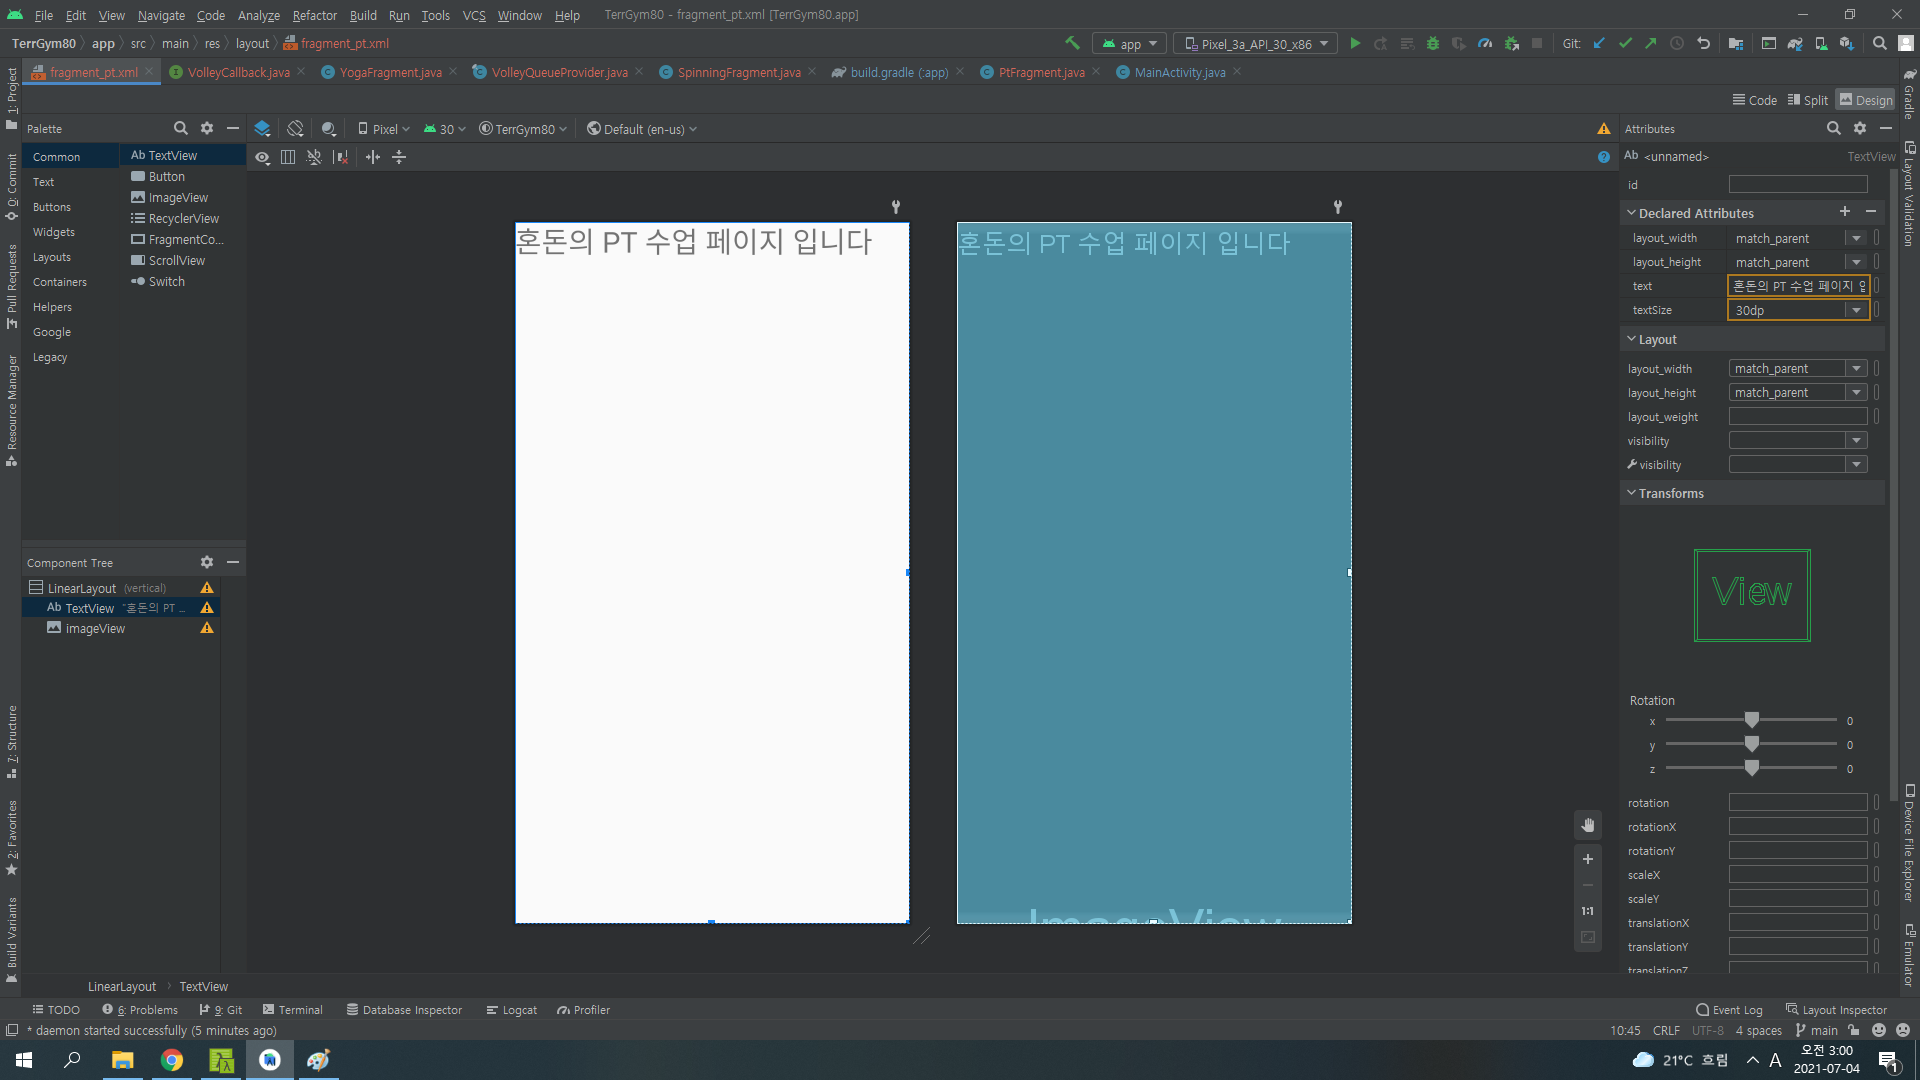 File Edit View Navigate Code Analyze Refactor Build Run Tools VCS Window Help TerrGym80 - fragment_pt.xml [TerrGym80.app]
TerrGym80 app src main res layout fragment_pt.xml
app Pixel_3a_API_30_x86 Git:
fragment_pt.xml VolleyCallback.java YogaFragment.java VolleyQueueProvider.java SpinningFragment.java build.gradle (:app) PtFragment.java MainActivity.java
Code Split Design
Palette
Pixel 30 TerrGym80 Default (en-us)
Attributes
Common
Text
Buttons
Widgets
Layouts
Containers
Helpers
Google
Legacy
Ab TextView
Button
ImageView
RecyclerView
FragmentCo...
ScrollView
Switch
Component Tree
LinearLayout (vertical)
Ab TextView "혼돈의 PT ...
imageView
혼돈의 PT 수업 페이지 입니다
혼돈의 PT 수업 페이지 입니다
ImageView
Ab <unnamed> TextView
id
Declared Attributes
layout_width match_parent
layout_height match_parent
text 혼돈의 PT 수업 페이지 입
textSize 30dp
Layout
layout_width match_parent
layout_height match_parent
layout_weight
visibility
visibility
Transforms
View
Rotation
x 0
y 0
z 0
rotation
rotationX
rotationY
scaleX
scaleY
translationX
translationY
translationZ
1:1
1: Project
0: Commit
Pull Requests
Resource Manager
7: Structure
2: Favorites
Build Variants
Gradle
Layout Validation
Device File Explorer
Emulator
LinearLayout TextView
TODO 6: Problems 9: Git Terminal Database Inspector Logcat Profiler Event Log Layout Inspector
* daemon started successfully (5 minutes ago) 10:45 CRLF UTF-8 4 spaces main
21°C 흐림 A 오전 3:00
2021-07-04
1